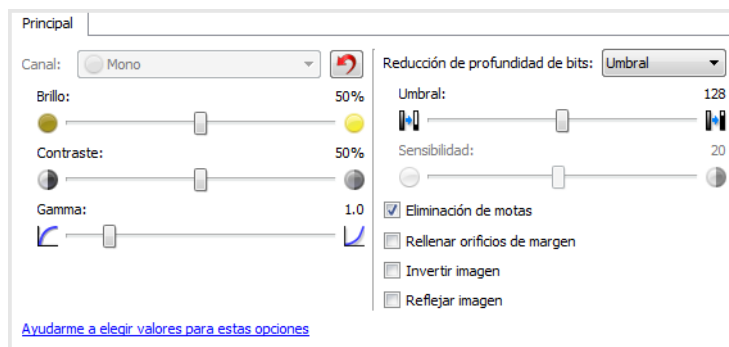 Principal
Canal: Mono
Brillo: 50%
Contraste: 50%
Gamma: 1.0
Ayudarme a elegir valores para estas opciones
Reducción de profundidad de bits: Umbral
Umbral: 128
Sensibilidad: 20
Eliminación de motas
Rellenar orificios de margen
Invertir imagen
Reflejar imagen